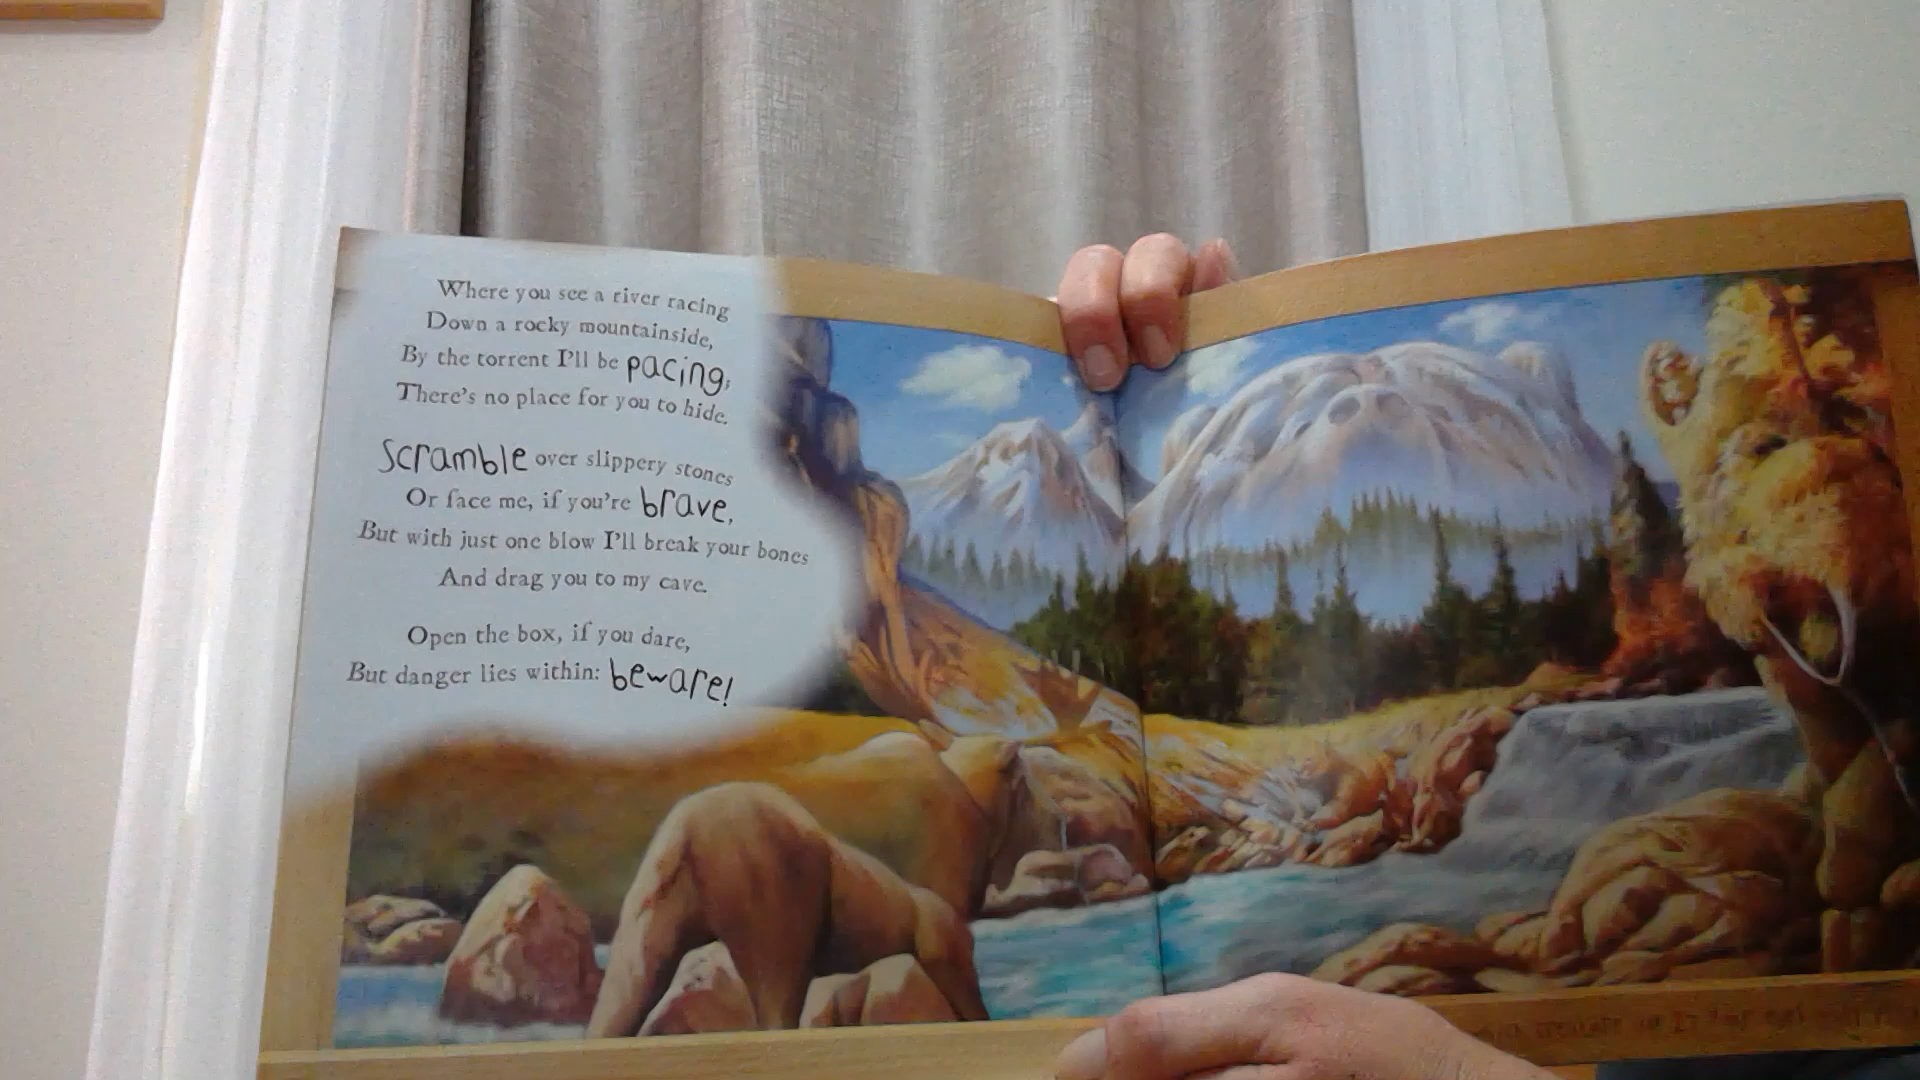 Where you see a river racing
Down a rocky mountainside,
By the torrent I'll be pacing;
There's no place for you to hide.
Scramble over slippery stones
Or face me, if you're brave,
But with just one blow I'll break your bones
And drag you to my cave.
Open the box, if you dare,
But danger lies within: beware!